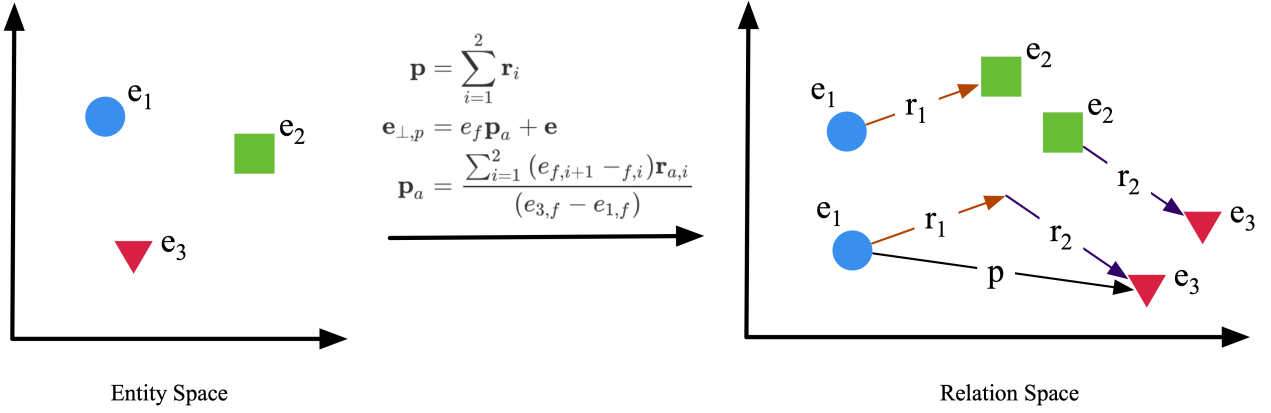 e₁
e₂
e₃
Entity Space
p = ∑_{i=1}^{2} r_i
e_{⊥,p} = e_f p_a + e
p_a = \frac{∑_{i=1}^{2} (e_{f,i+1} −_{f,i}) r_{a,i}}{(e_{3,f} − e_{1,f})}
e₁
r₁
e₂
e₂
r₂
e₃
e₁
r₁
r₂
p
e₃
Relation Space